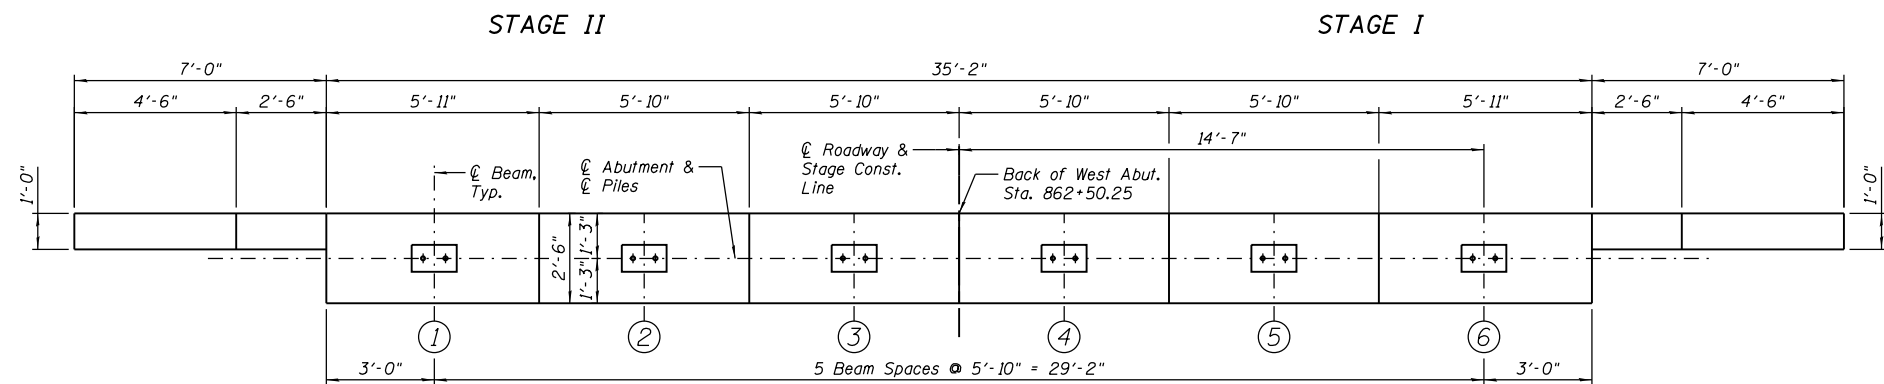 STAGE II
STAGE I
7'-0"
35'-2"
7'-0"
4'-6"
2'-6"
5'-11"
5'-10"
5'-10"
5'-10"
5'-10"
5'-11"
2'-6"
4'-6"
14'-7"
℄ Roadway &
Stage Const.
Line
℄ Abutment &
℄ Piles
℄ Beam,
Typ.
Back of West Abut.
Sta. 862+50.25
1'-0"
1'-0"
2'-6"
1'-3"
1'-3"
1
2
3
4
5
6
3'-0"
5 Beam Spaces @ 5'-10" = 29'-2"
3'-0"